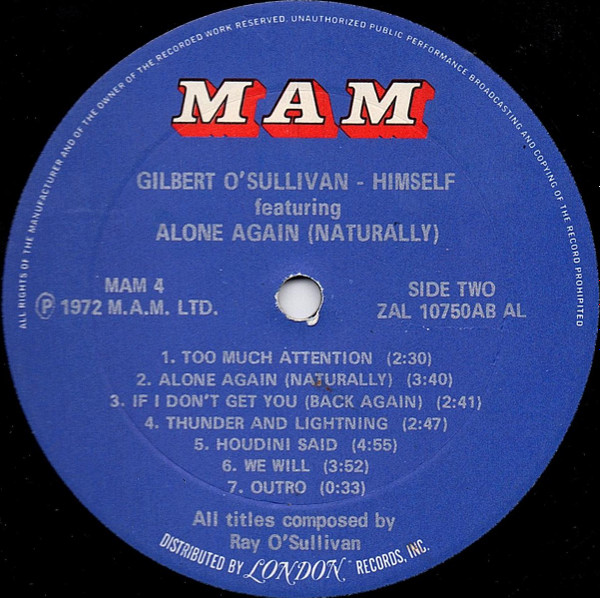 ALL RIGHTS OF THE MANUFACTURER AND OF THE OWNER OF THE RECORDED WORK RESERVED. UNAUTHORIZED PUBLIC PERFORMANCE BROADCASTING AND COPYING OF THE RECORD PROHIBITED
MAM
GILBERT O'SULLIVAN - HIMSELF
featuring
ALONE AGAIN (NATURALLY)
MAM 4
SIDE TWO
Ⓟ 1972 M.A.M. LTD.
ZAL 10750AB AL
1. TOO MUCH ATTENTION (2:30)
2. ALONE AGAIN (NATURALLY) (3:40)
3. IF I DON'T GET YOU (BACK AGAIN) (2:41)
4. THUNDER AND LIGHTNING (2:47)
5. HOUDINI SAID (4:55)
6. WE WILL (3:52)
7. OUTRO (0:33)
All titles composed by
Ray O'Sullivan
DISTRIBUTED BY LONDON RECORDS, INC.